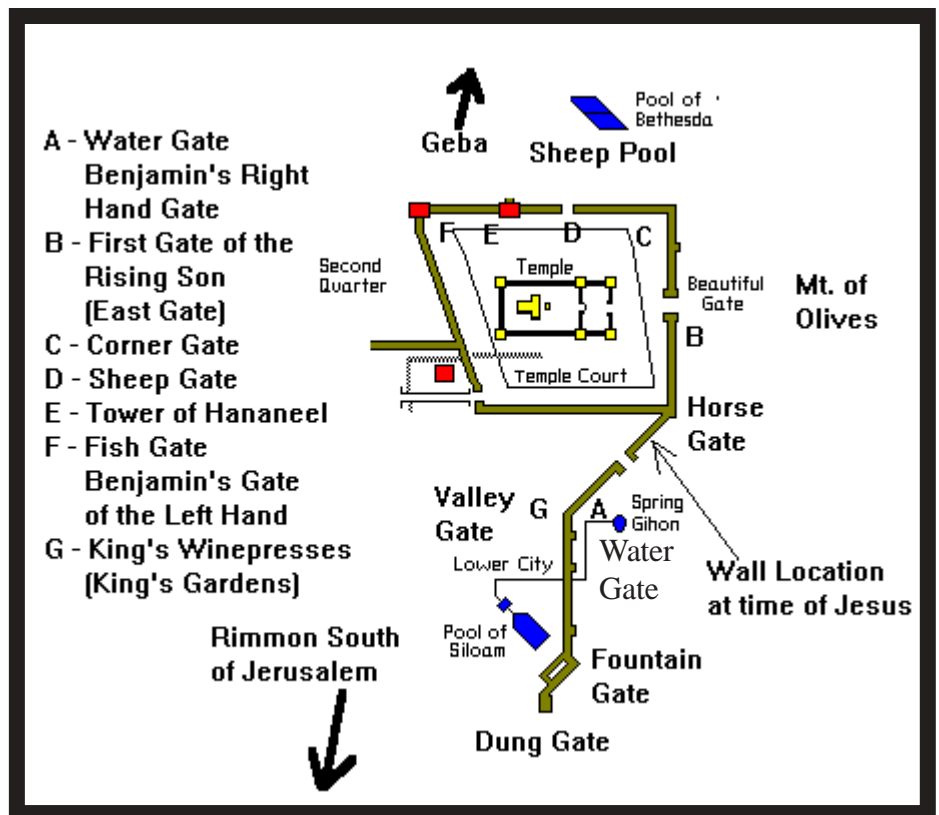 A - Water Gate
Benjamin's Right
Hand Gate
B - First Gate of the
Rising Son
(East Gate)
C - Corner Gate
D - Sheep Gate
E - Tower of Hananeel
F - Fish Gate
Benjamin's Gate
of the Left Hand
G - King's Winepresses
(King's Gardens)
Geba
Pool of
Bethesda
Sheep Pool
F
E
D
C
Second
Quarter
Temple
Beautiful
Gate
Mt. of
Olives
B
Temple Court
Horse
Gate
Valley
Gate
G
A
Spring
Gihon
Water
Gate
Lower City
Wall Location
at time of Jesus
Pool of
Siloam
Rimmon South
of Jerusalem
Fountain
Gate
Dung Gate